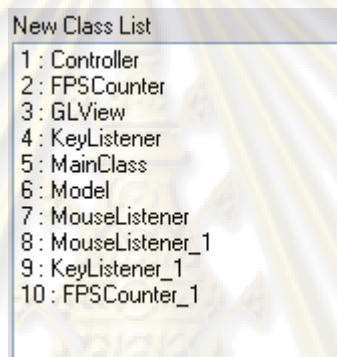 New Class List
1 : Controller
2 : FPSCounter
3 : GLView
4 : KeyListener
5 : MainClass
6 : Model
7 : MouseListener
8 : MouseListener_1
9 : KeyListener_1
10 : FPSCounter_1